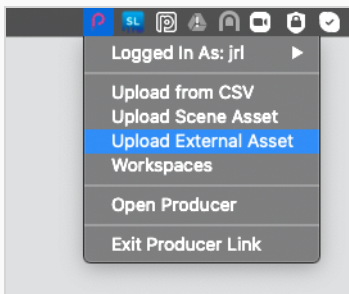 SL
Logged In As: jrl
Upload from CSV
Upload Scene Asset
Upload External Asset
Workspaces
Open Producer
Exit Producer Link